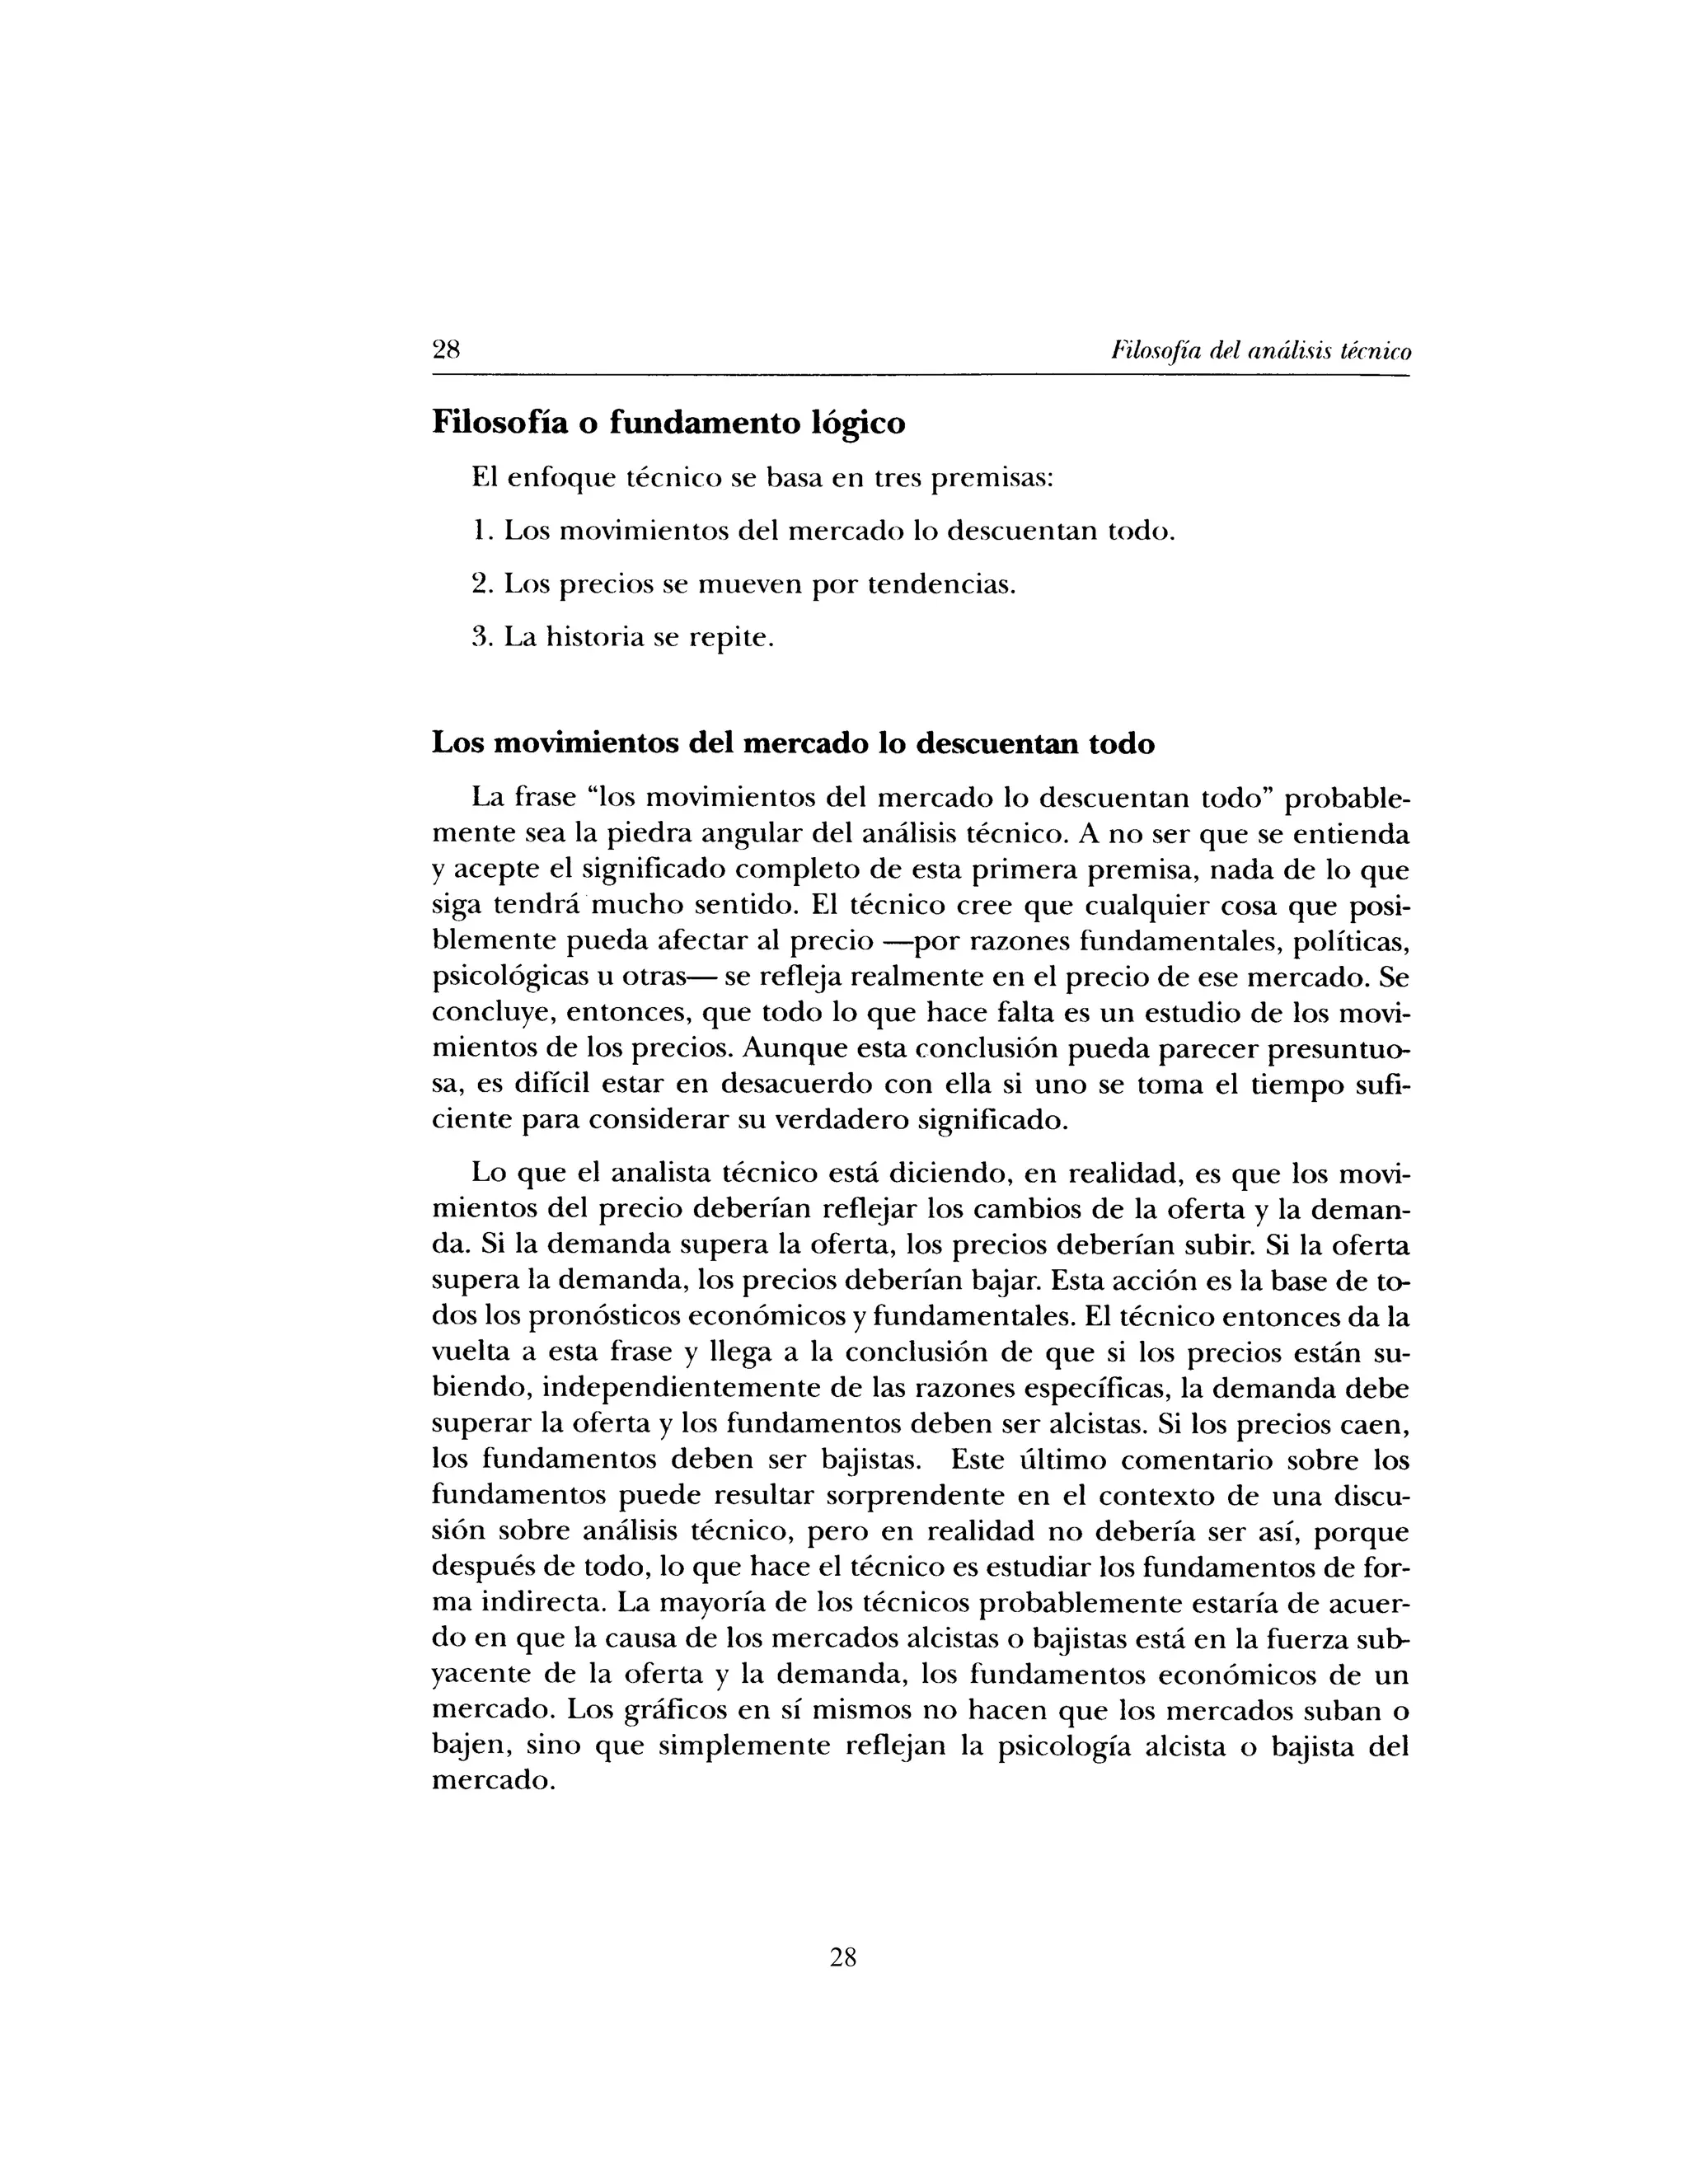 28 Filosofía del análisis técnico
Filosofía o fundamento lógico
El enfoque técnico se basa en tres premisas:
1. Los movimientos del mercado lo descuentan todo.
2. Los precios se mueven por tendencias.
3. La historia se repite.
Los movimientos del mercado lo descuentan todo
La frase “los movimientos del mercado lo descuentan todo” probable-
mente sea la piedra angular del análisis técnico. A no ser que se entienda
y acepte el significado completo de esta primera premisa, nada de lo que
siga tendrá mucho sentido. El técnico cree que cualquier cosa que posi-
blemente pueda afectar al precio —por razones fundamentales, políticas,
psicológicas u otras— se refleja realmente en el precio de ese mercado. Se
concluye, entonces, que todo lo que hace falta es un estudio de los movi-
mientos de los precios. Aunque esta conclusión pueda parecer presuntuo-
sa, es difícil estar en desacuerdo con ella si uno se toma el tiempo sufi-
ciente para considerar su verdadero significado.
Lo que el analista técnico está diciendo, en realidad, es que los movi-
mientos del precio deberían reflejar los cambios de la oferta y la deman-
da. Si la demanda supera la oferta, los precios deberían subir. Si la oferta
supera la demanda, los precios deberían bajar. Esta acción es la base de to-
dos los pronósticos económicos y fundamentales. El técnico entonces da la
vuelta a esta frase y llega a la conclusión de que si los precios están su-
biendo, independientemente de las razones específicas, la demanda debe
superar la oferta y los fundamentos deben ser alcistas. Si los precios caen,
los fundamentos deben ser bajistas. Este último comentario sobre los
fundamentos puede resultar sorprendente en el contexto de una discu-
sión sobre análisis técnico, pero en realidad no debería ser así, porque
después de todo, lo que hace el técnico es estudiar los fundamentos de for-
ma indirecta. La mayoría de los técnicos probablemente estaría de acuer-
do en que la causa de los mercados alcistas o bajistas está en la fuerza sub-
yacente de la oferta y la demanda, los fundamentos económicos de un
mercado. Los gráficos en sí mismos no hacen que los mercados suban o
bajen, sino que simplemente reflejan la psicología alcista o bajista del
mercado.
28